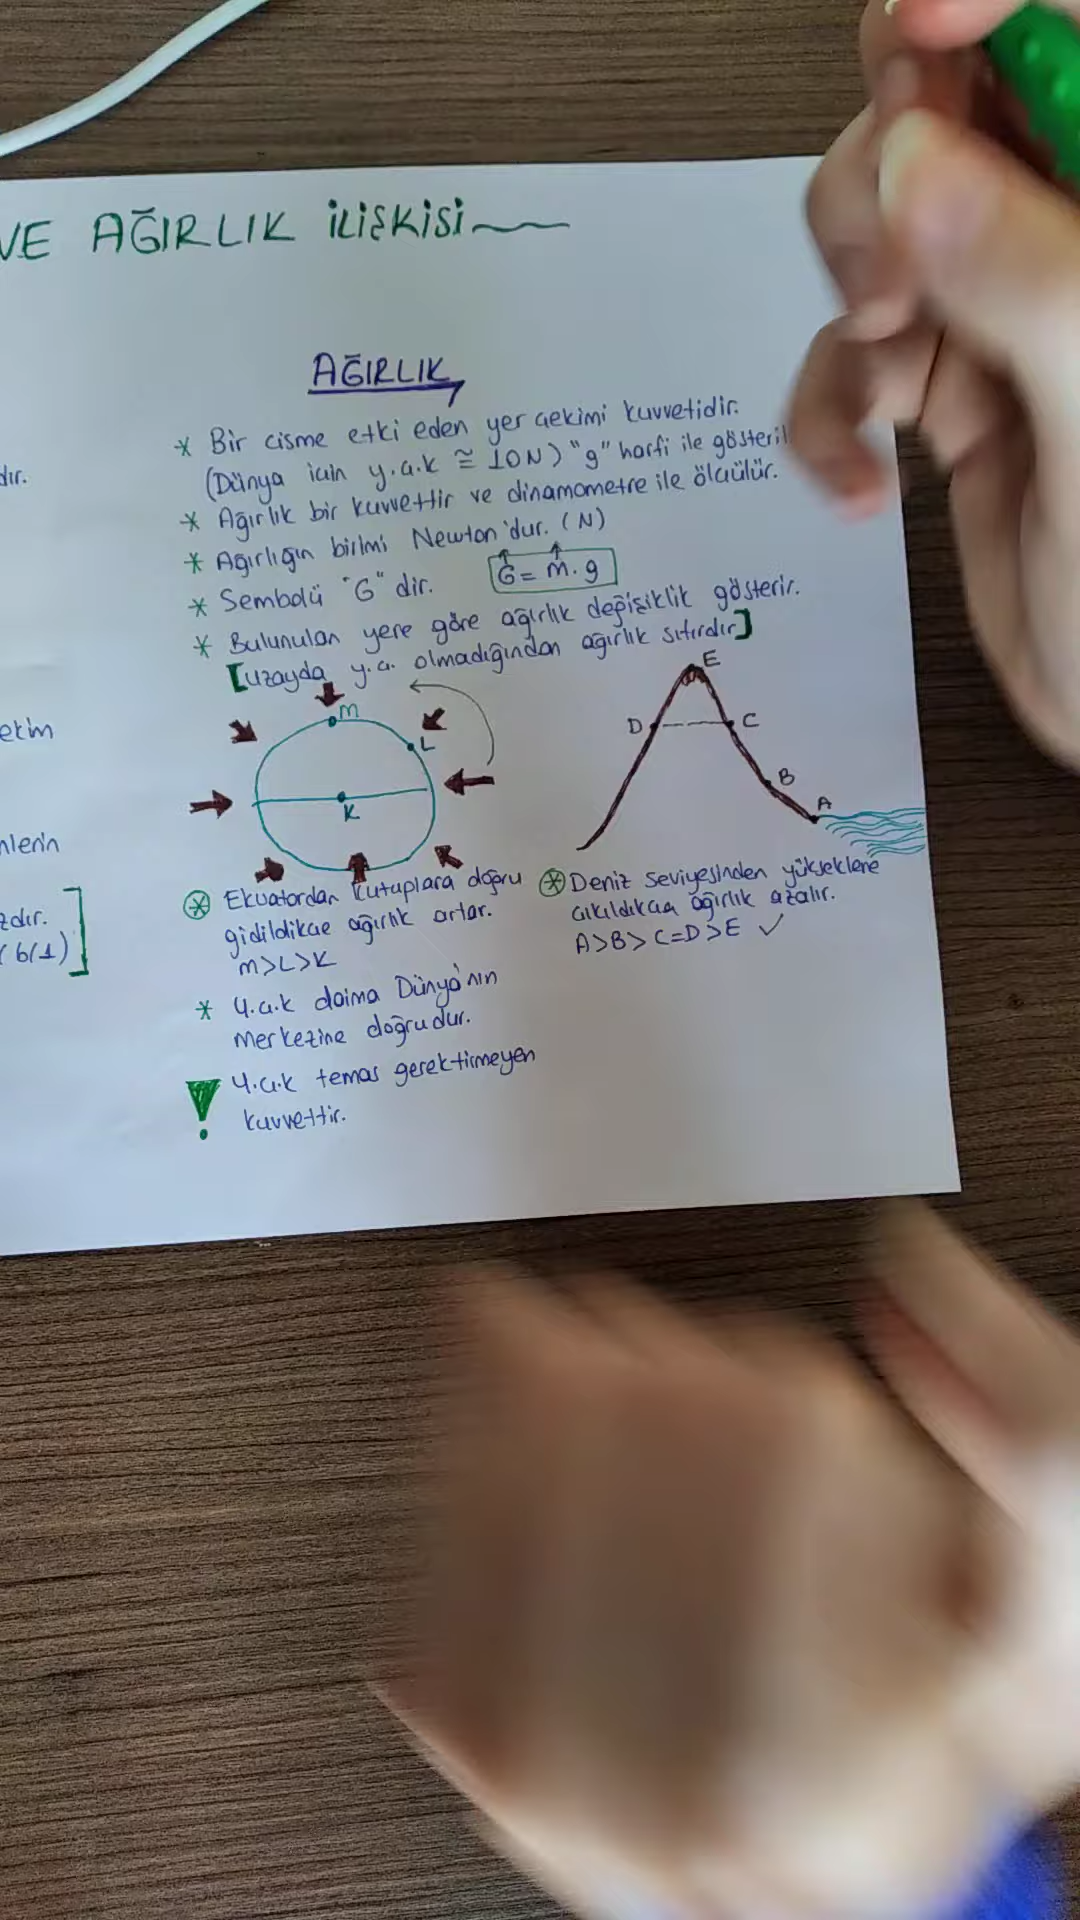 VE AĞIRLIK İLİŞKİSİ
AĞIRLIK
* Bir cisme etki eden yer çekimi kuvvetidir.
(Dünya için y.ç.k ≅ 10N) "g" harfi ile gösteril
* Ağırlık bir kuvvettir ve dinamometre ile ölçülür.
* Ağırlığın birimi Newton'dur. (N)
* Sembolü "G" dir. G = m.g
* Bulunulan yere göre ağırlık değişiklik gösterir.
[uzayda y.ç. olmadığından ağırlık sıfırdır]
M
L
K
E
D
C
B
A
* Ekvatordan kutuplara doğru
gidildikçe ağırlık artar.
M>L>K
* Y.ç.k daima Dünya'nın
merkezine doğrudur.
! Y.ç.k temas gerektirmeyen
kuvvettir.
* Deniz seviyesinden yükseklere
çıkıldıkça ağırlık azalır.
A>B>C=D>E ✓
dır.
nlerin
zdır.
(6/1)